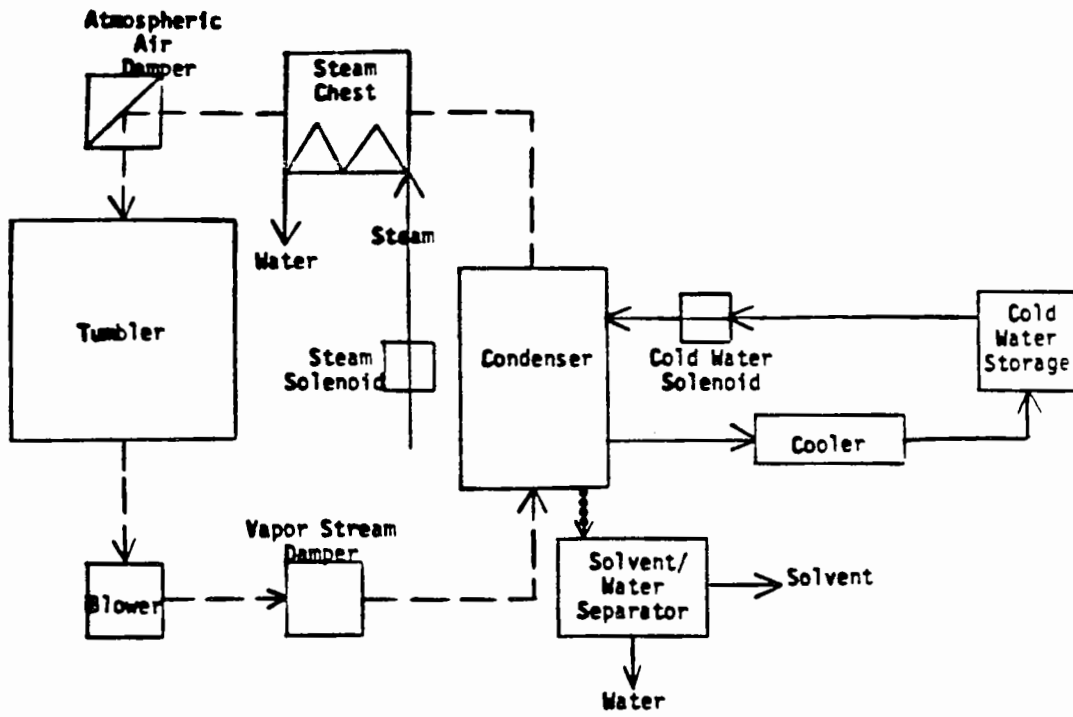 Atmospheric
Air
Damper
Steam
Chest
Water
Steam
Tumbler
Steam
Solenoid
Condenser
Cold Water
Solenoid
Cold
Water
Storage
Cooler
Vapor Stream
Damper
Blower
Solvent/
Water
Separator
Solvent
Water